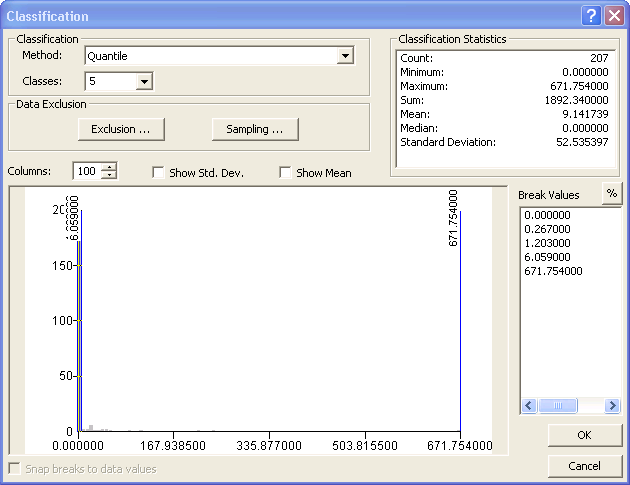 Classification
Classification
Method:
Quantile
Classes:
5
Data Exclusion
Exclusion ...
Sampling ...
Classification Statistics
Count: 207
Minimum: 0.000000
Maximum: 671.754000
Sum: 1892.340000
Mean: 9.141739
Median: 0.000000
Standard Deviation: 52.535397
Columns:
100
Show Std. Dev.
Show Mean
Break Values
%
0.000000
0.267000
1.203000
6.059000
671.754000
6.059000
671.754000
150
100
50
0
0.000000 167.938500 335.877000 503.815500 671.754000
Snap breaks to data values
OK
Cancel